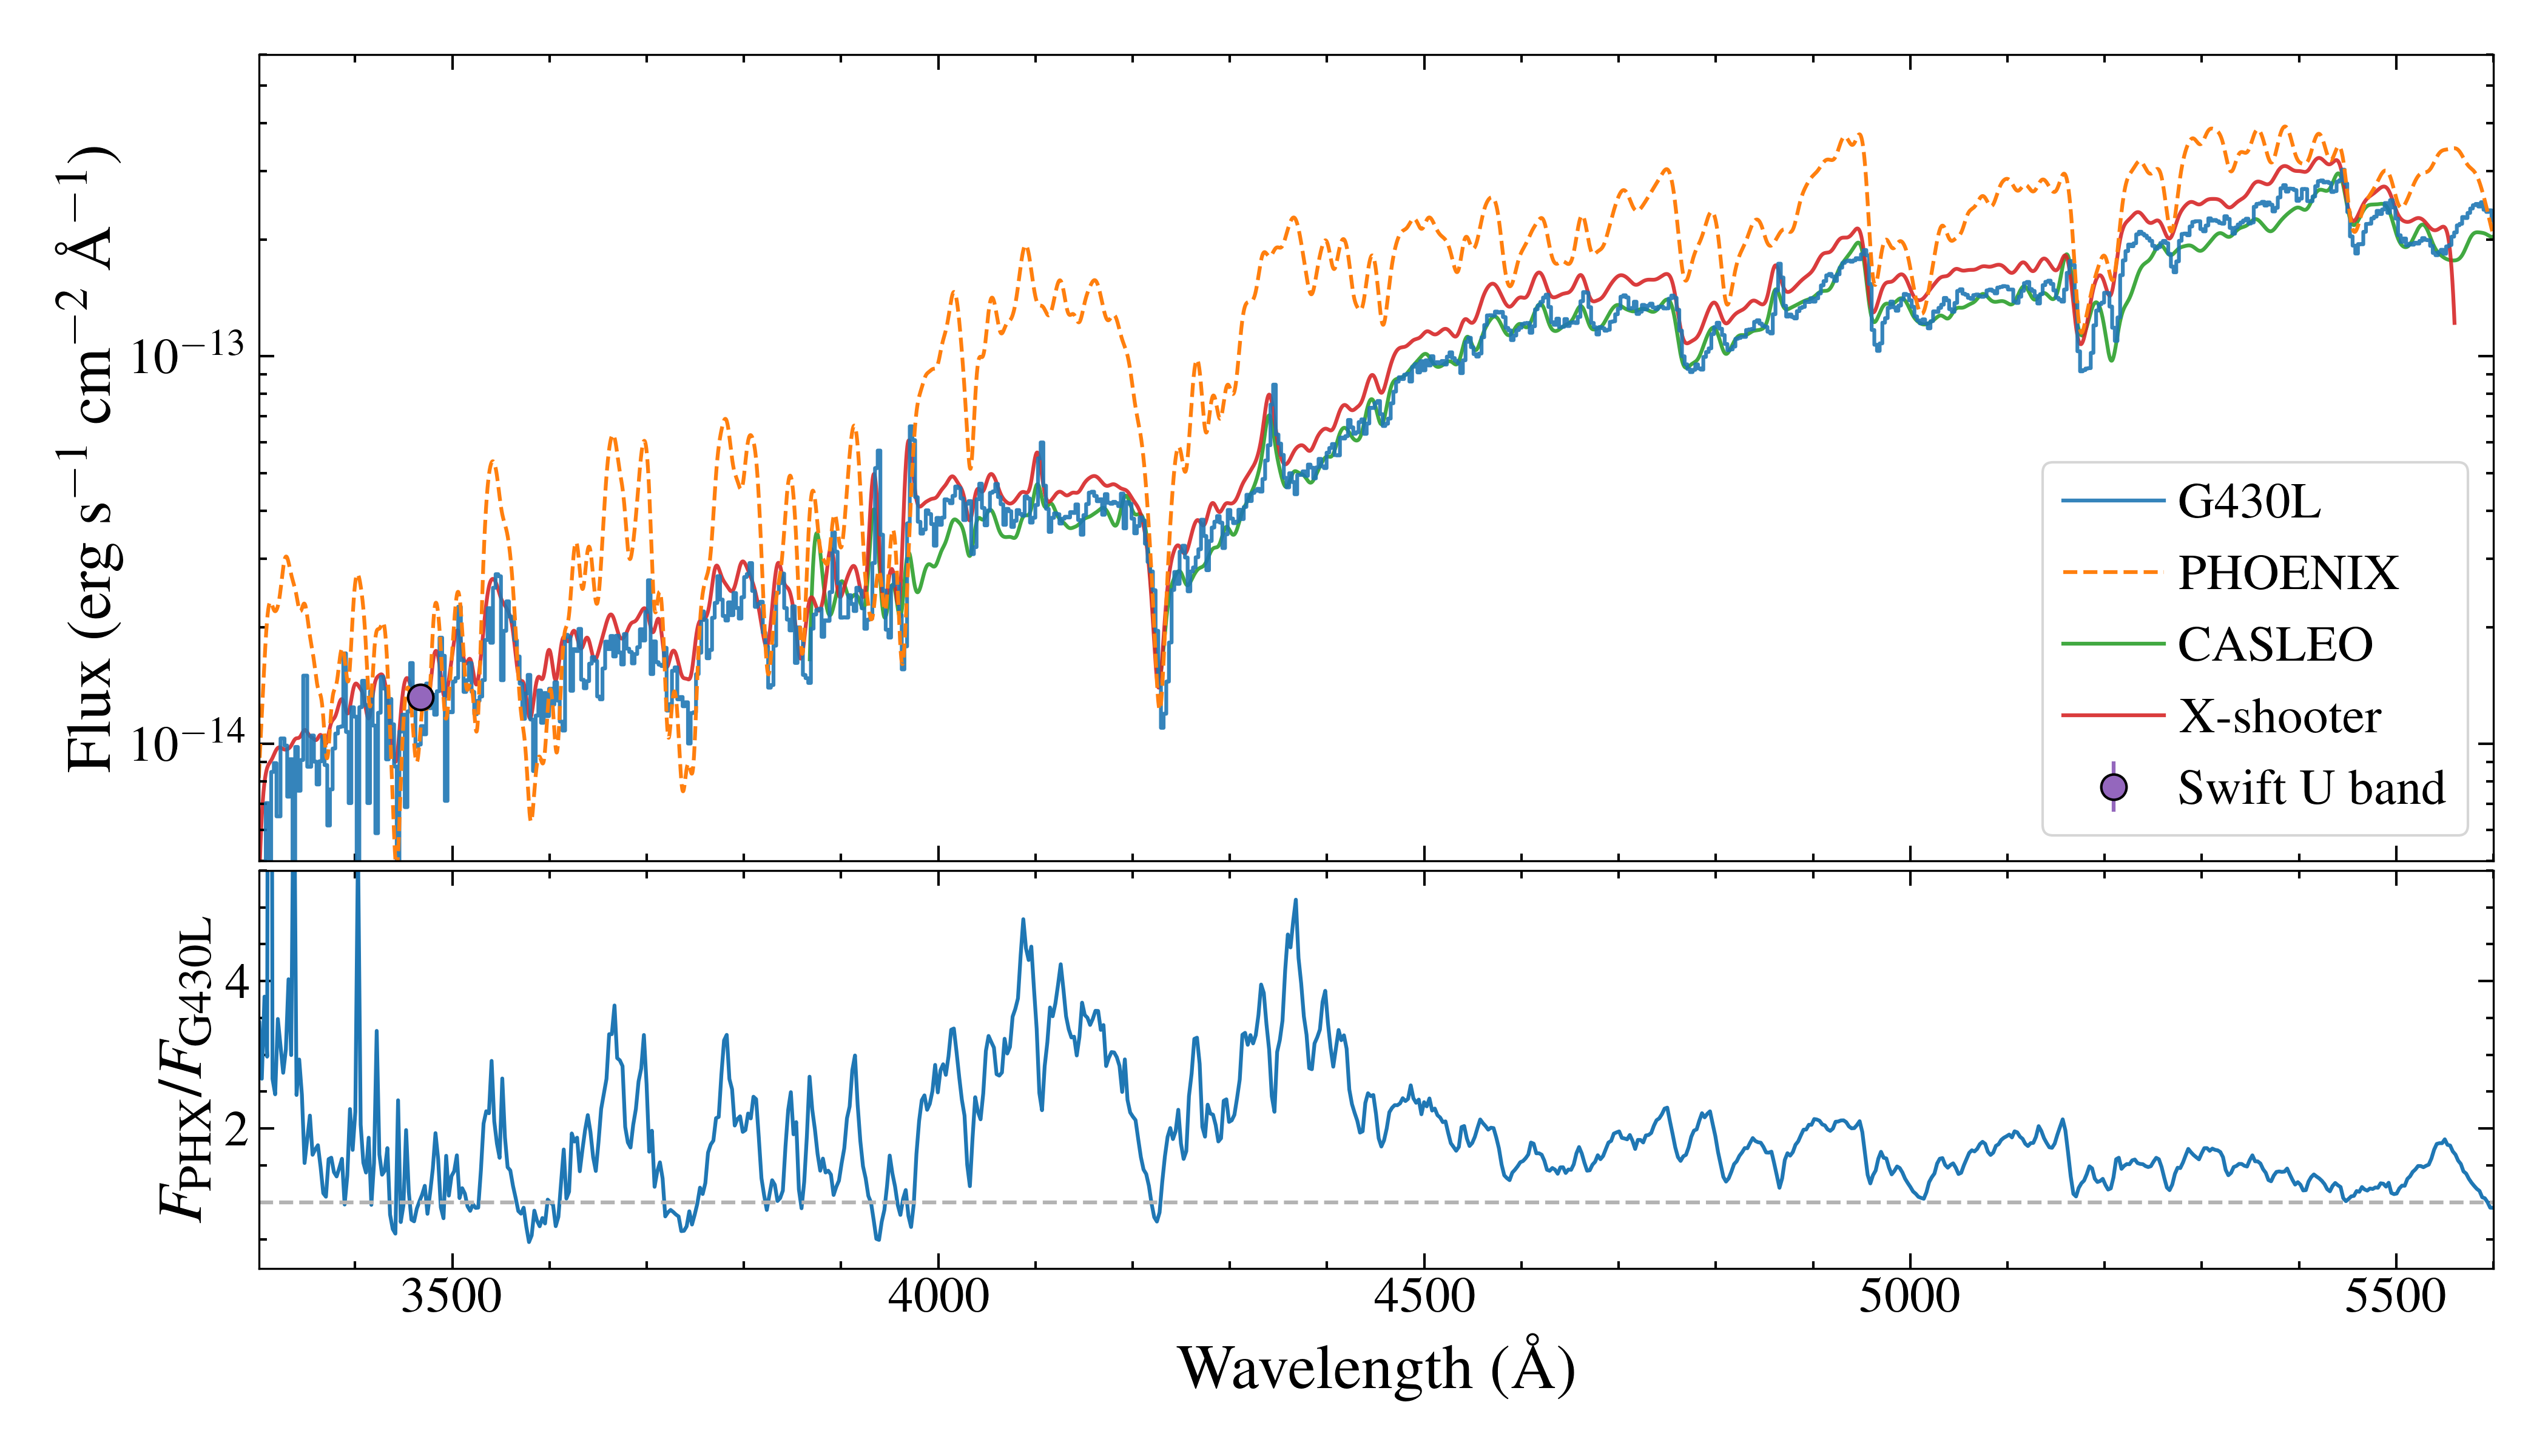 Flux (erg s⁻¹ cm⁻² Å⁻¹)
10⁻¹³
10⁻¹⁴
G430L
PHOENIX
CASLEO
X-shooter
Swift U band
F_PHX/F_G430L
4
2
3500 4000 4500 5000 5500
Wavelength (Å)